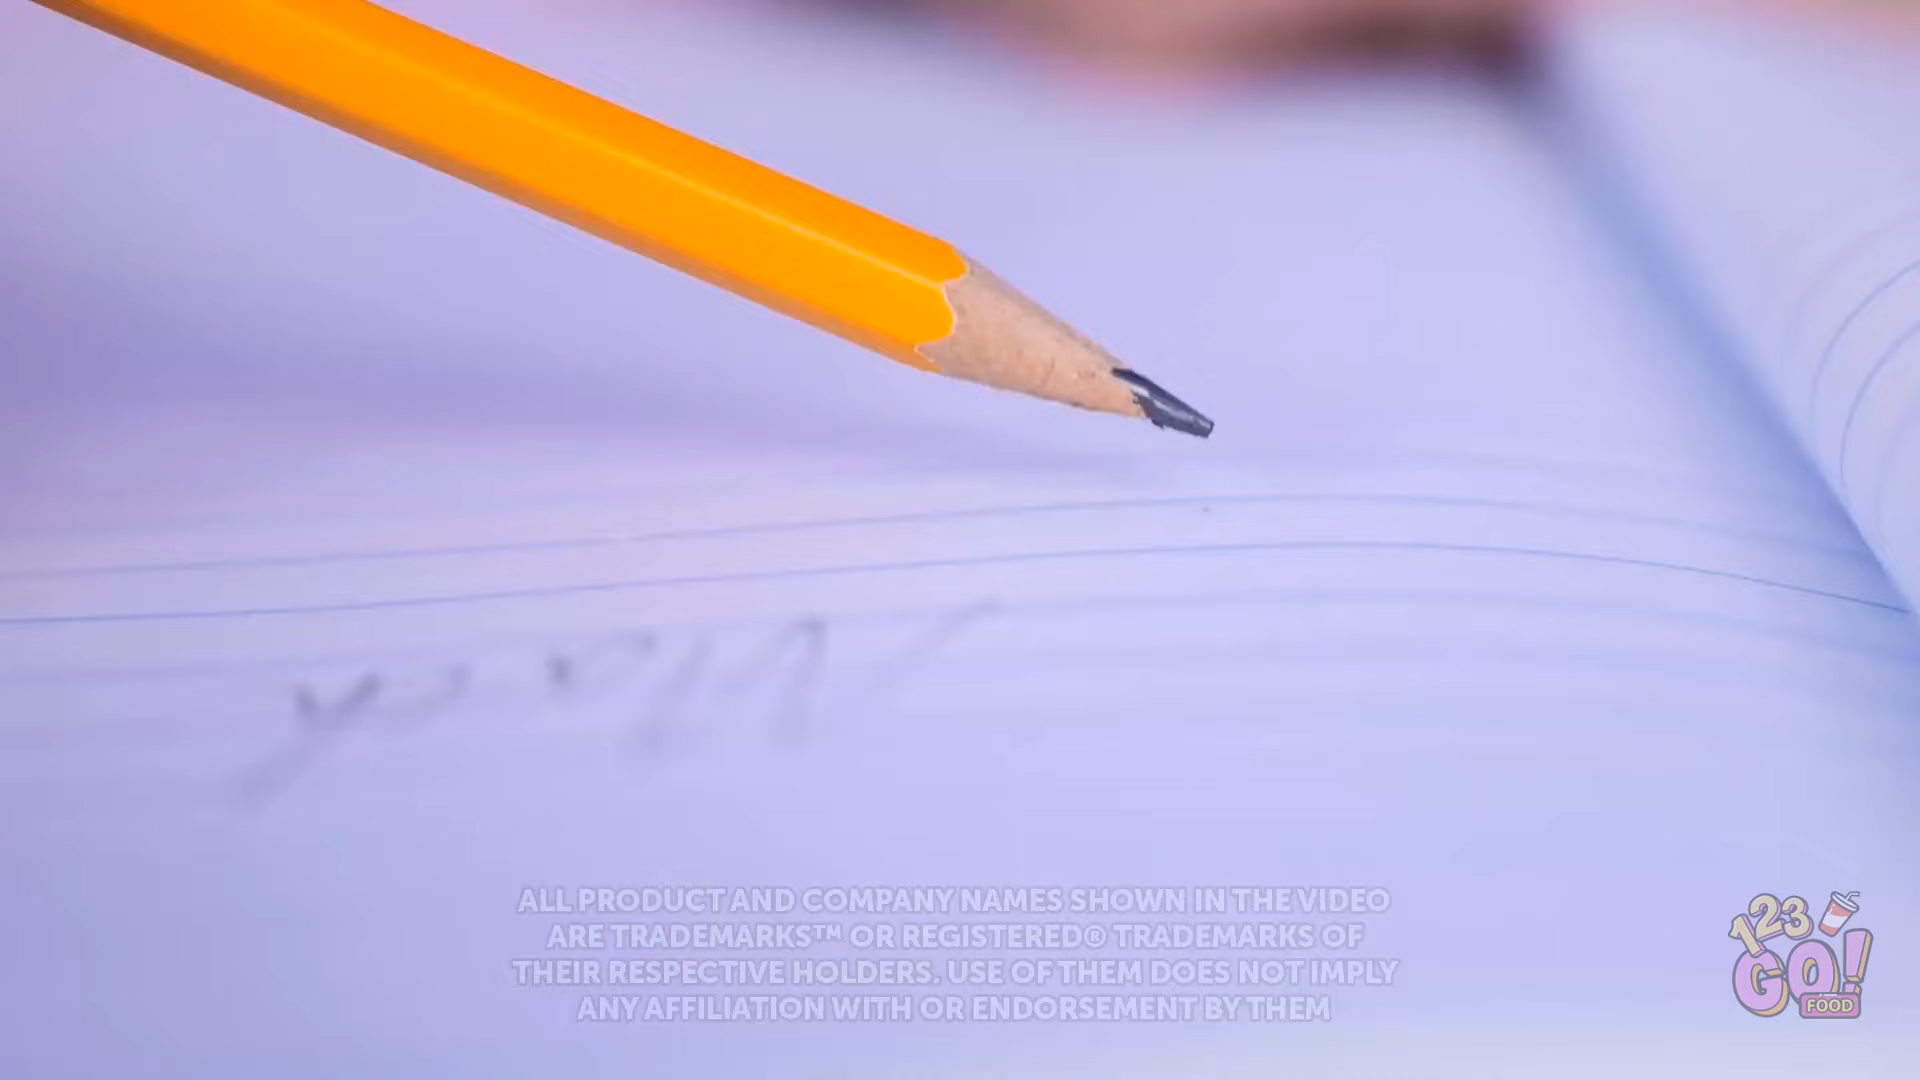 ALL PRODUCT AND COMPANY NAMES SHOWN IN THE VIDEO
ARE TRADEMARKS™ OR REGISTERED® TRADEMARKS OF
THEIR RESPECTIVE HOLDERS. USE OF THEM DOES NOT IMPLY
ANY AFFILIATION WITH OR ENDORSEMENT BY THEM
123
GO!
FOOD